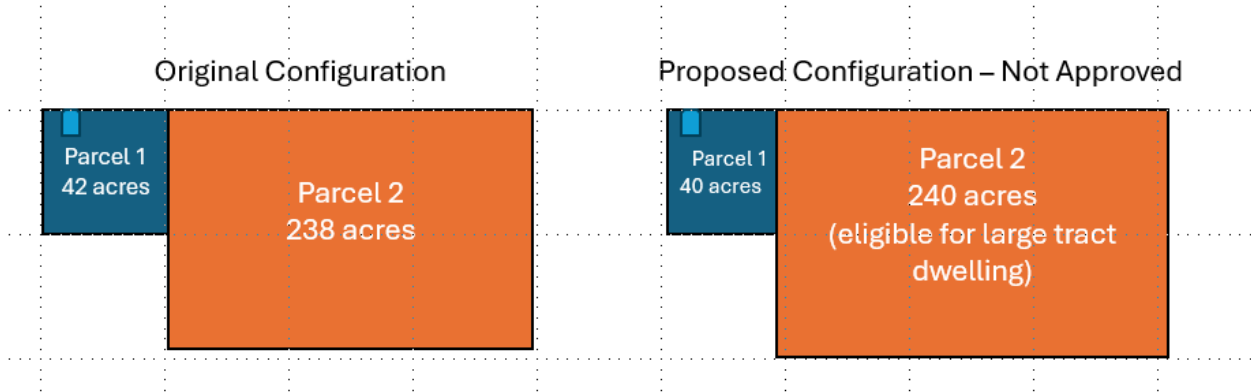 Original Configuration
Parcel 1
42 acres
Parcel 2
238 acres
Proposed Configuration – Not Approved
Parcel 1
40 acres
Parcel 2
240 acres
(eligible for large tract
dwelling)